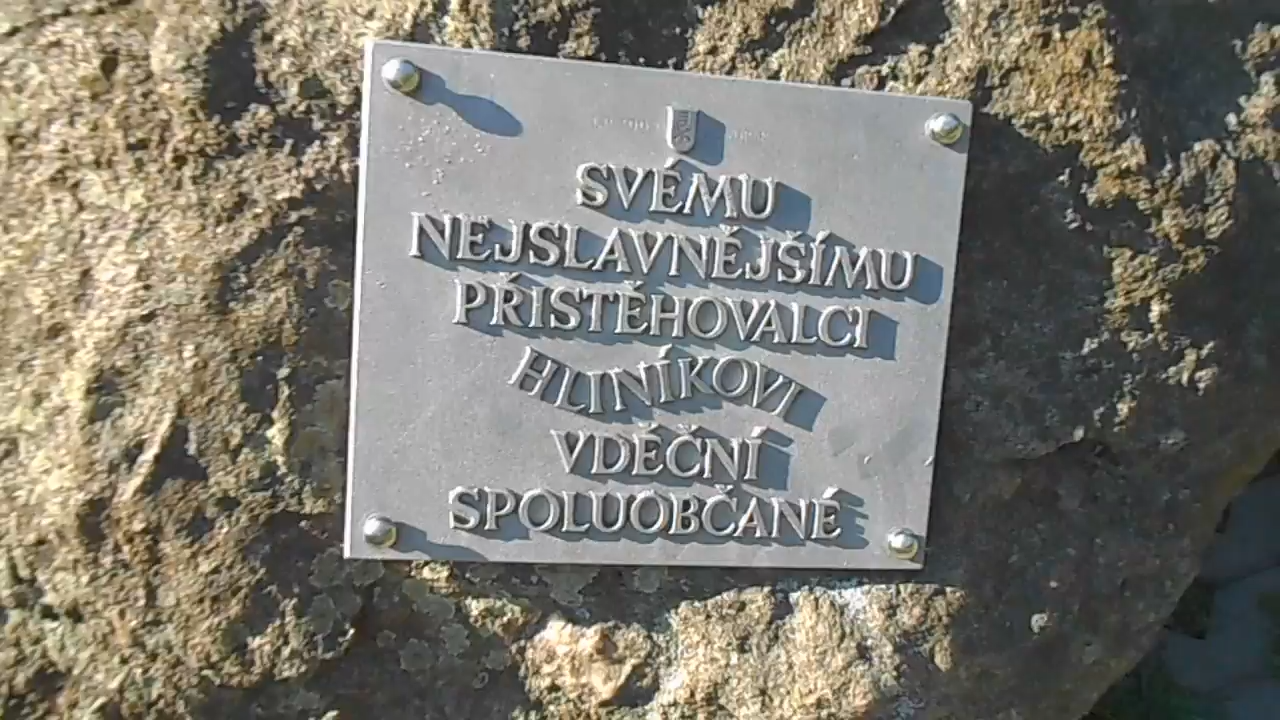 SVÉMU
NEJSLAVNĚJŠÍMU
PŘISTĚHOVALCI
HLINÍKOVI
VDĚČNÍ
SPOLUOBČANÉ